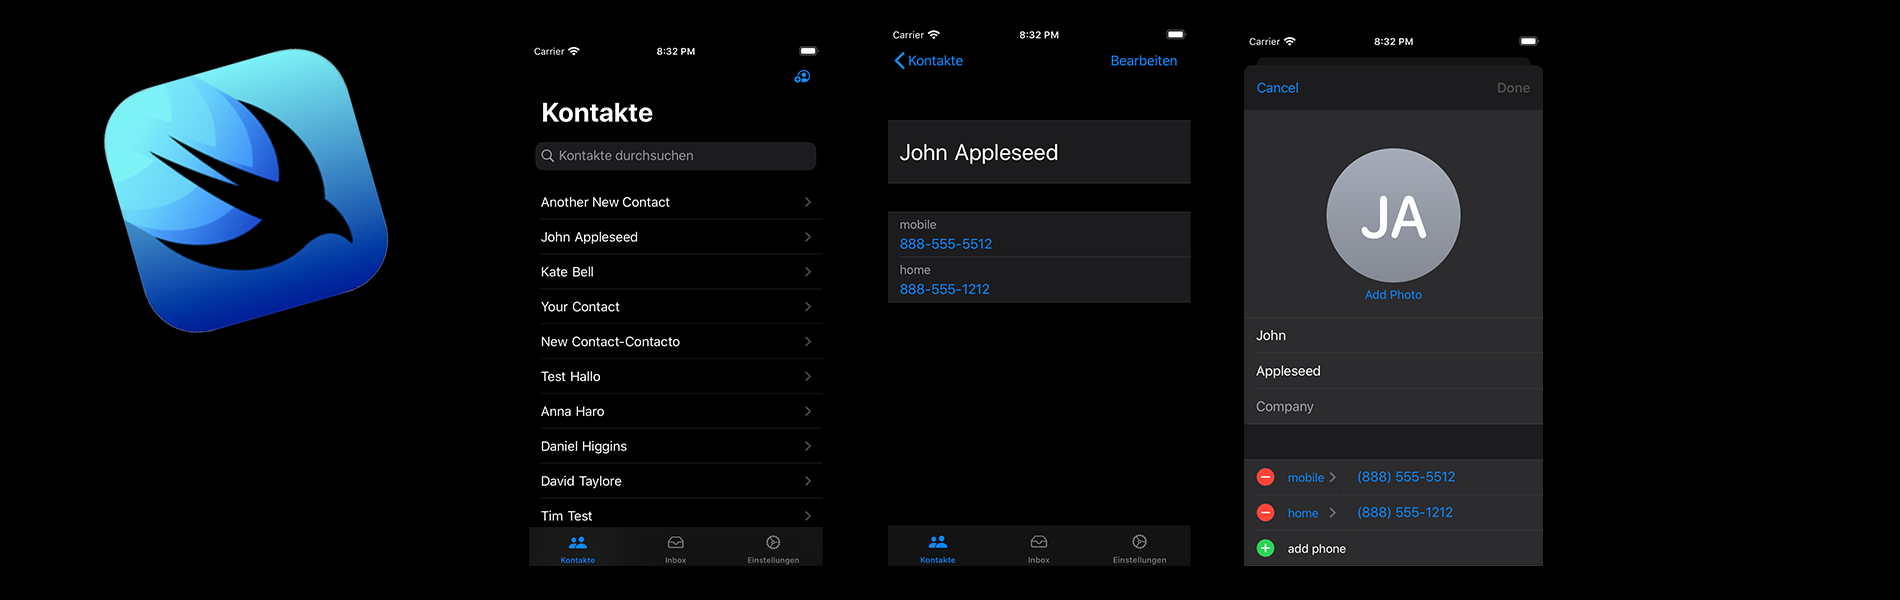 Carrier 8:32 PM
Kontakte
Kontakte durchsuchen
Another New Contact
John Appleseed
Kate Bell
Your Contact
New Contact-Contacto
Test Hallo
Anna Haro
Daniel Higgins
David Taylore
Tim Test
Kontakte Inbox Einstellungen
Carrier 8:32 PM
Kontakte Bearbeiten
John Appleseed
mobile
888-555-5512
home
888-555-1212
Kontakte Inbox Einstellungen
Carrier 8:32 PM
Cancel Done
JA
Add Photo
John
Appleseed
Company
mobile (888) 555-5512
home (888) 555-1212
add phone